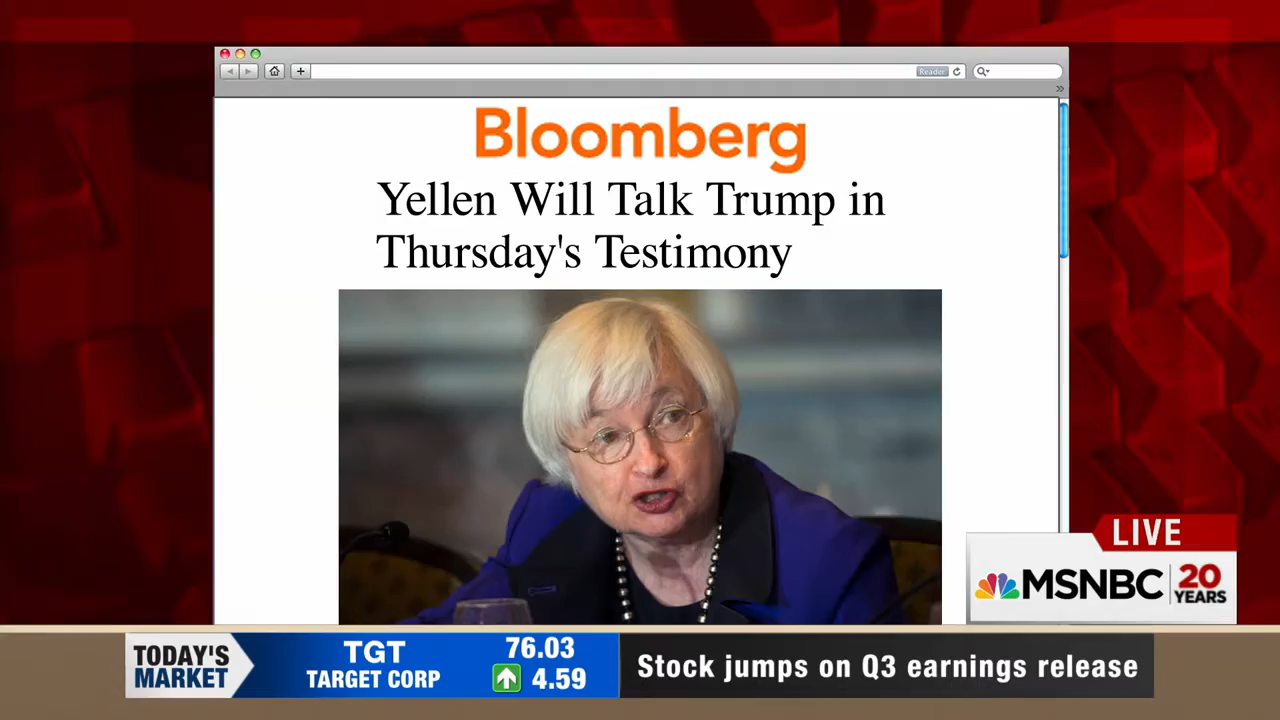 Reader
Bloomberg
Yellen Will Talk Trump in
Thursday's Testimony
LIVE
MSNBC 20 YEARS
TODAY'S MARKET
TGT
TARGET CORP
76.03
4.59
Stock jumps on Q3 earnings release